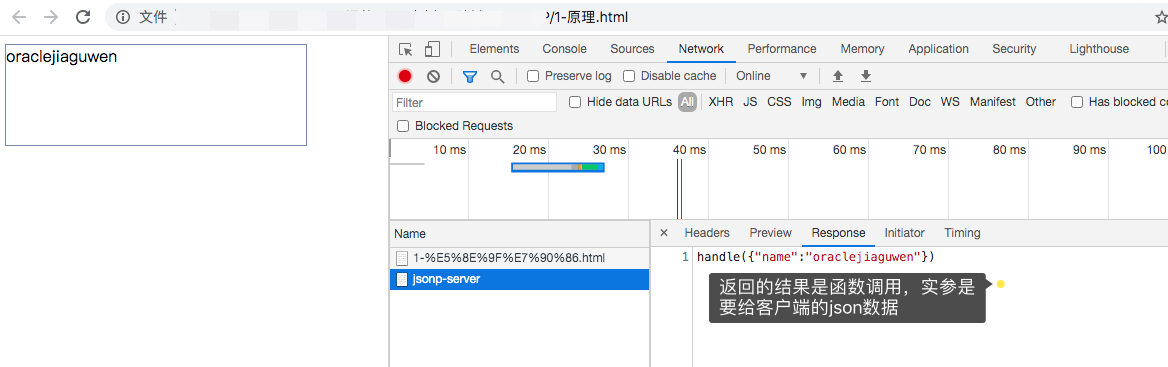 文件
P/1-原理.html
oraclejiaguwen
Elements Console Sources Network Performance Memory Application Security Lighthouse
Preserve log Disable cache Online
Filter Hide data URLs All XHR JS CSS Img Media Font Doc WS Manifest Other Has blocked c
Blocked Requests
10 ms 20 ms 30 ms 40 ms 50 ms 60 ms 70 ms 80 ms 90 ms 100
Name
× Headers Preview Response Initiator Timing
1-%E5%8E%9F%E7%90%86.html
jsonp-server
1 handle({"name":"oraclejiaguwen"})
返回的结果是函数调用，实参是
要给客户端的json数据